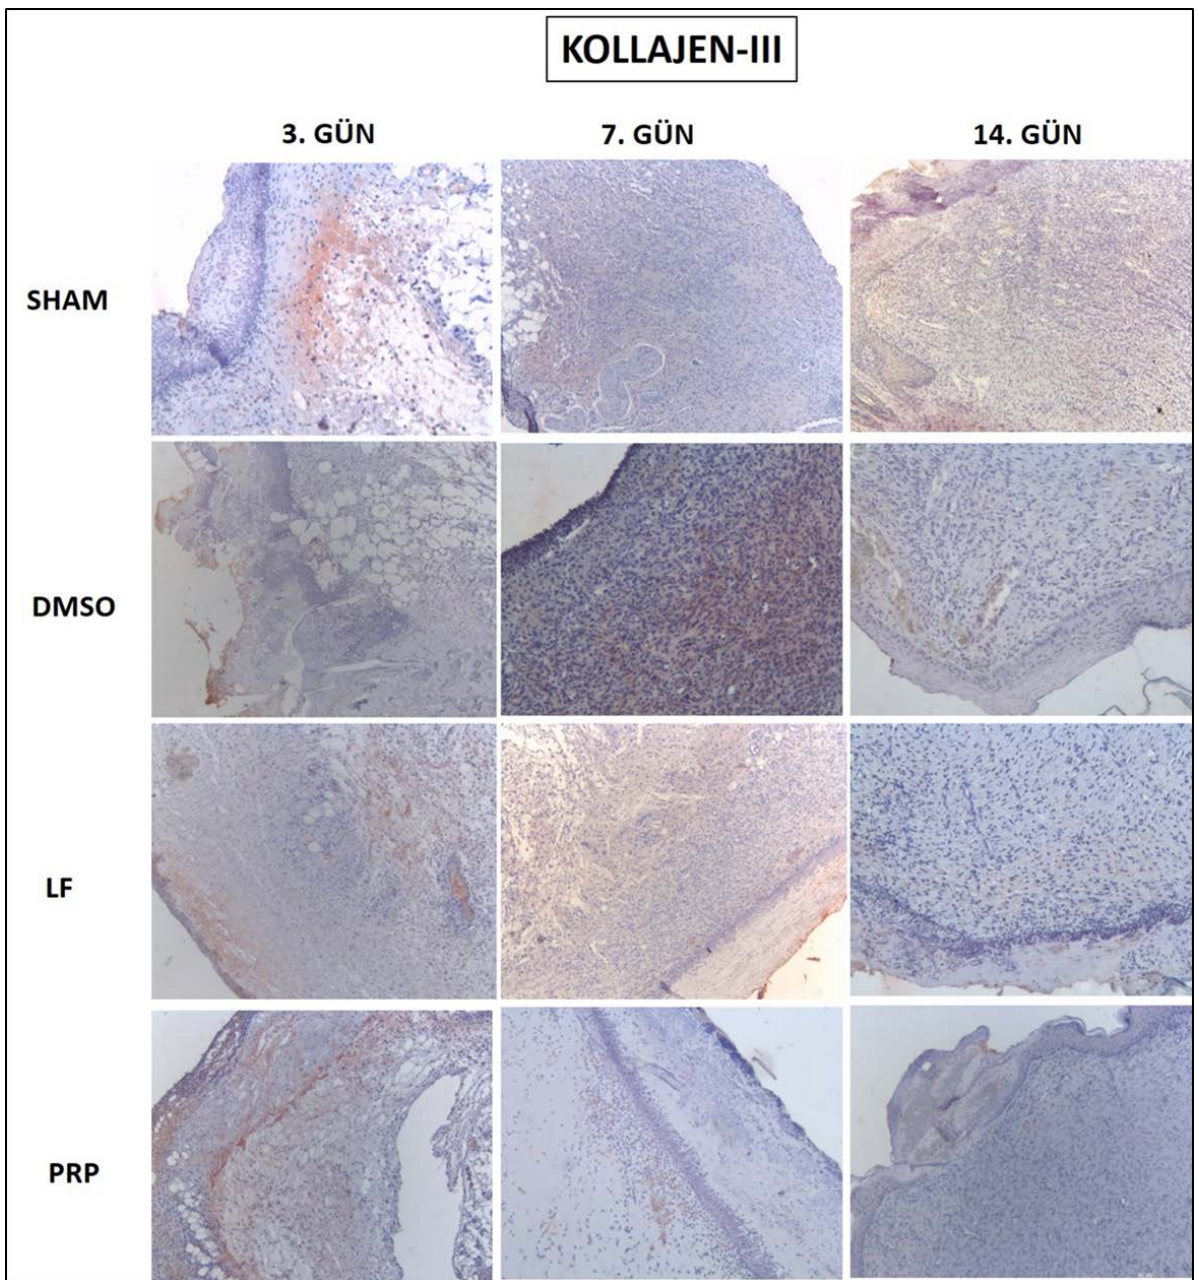 KOLLAJEN-III
3. GÜN 7. GÜN 14. GÜN
SHAM
DMSO
LF
PRP